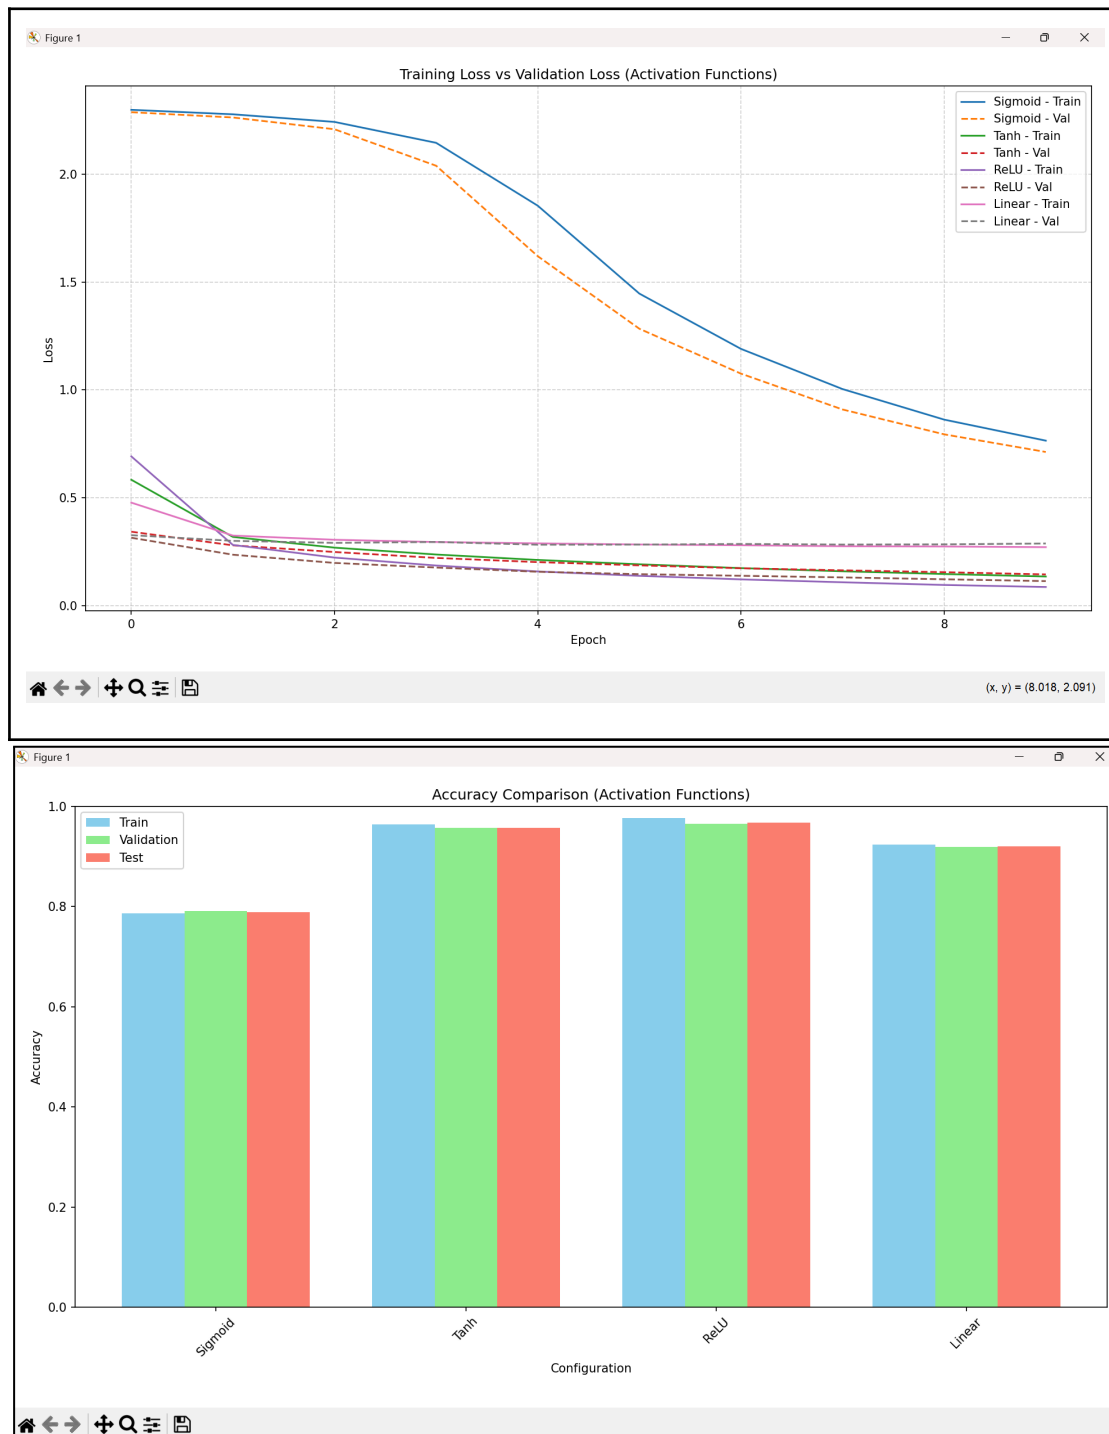 Figure 1
Training Loss vs Validation Loss (Activation Functions)
Sigmoid - Train
Sigmoid - Val
Tanh - Train
Tanh - Val
ReLU - Train
ReLU - Val
Linear - Train
Linear - Val
2.0
1.5
1.0
0.5
0.0
Loss
0 2 4 6 8
Epoch
(x, y) = (8.018, 2.091)
Figure 1
Accuracy Comparison (Activation Functions)
Train
Validation
Test
1.0
0.8
0.6
0.4
0.2
0.0
Accuracy
Sigmoid Tanh ReLU Linear
Configuration